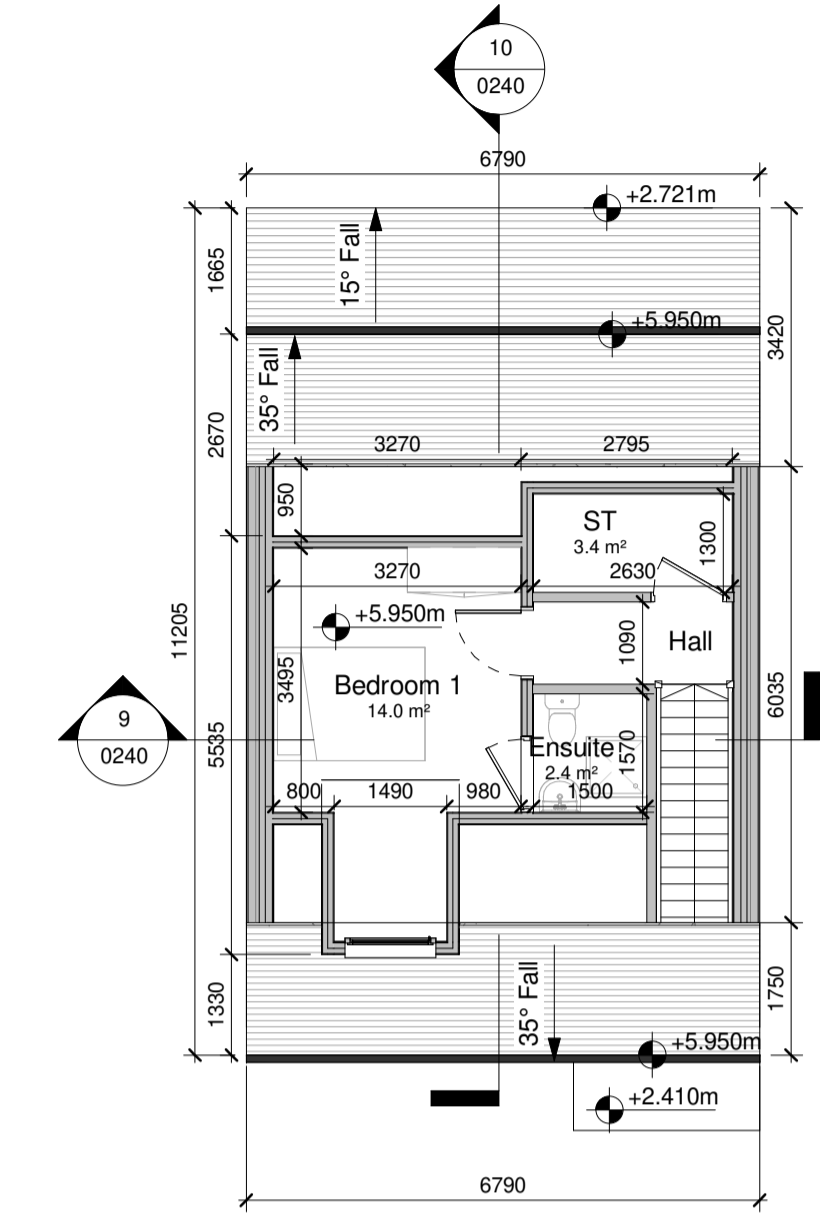 10
0240
6790
+2.721m
15° Fall
1665
+5.950m
3420
35° Fall
2670
3270
2795
950
ST
3.4 m²
1300
3270
2630
+5.950m
1090
Hall
11205
3495
Bedroom 1
14.0 m²
6035
9
0240
5535
Ensuite
2.4 m²
1570
800
1490
980
1500
1330
35° Fall
1750
+5.950m
+2.410m
6790